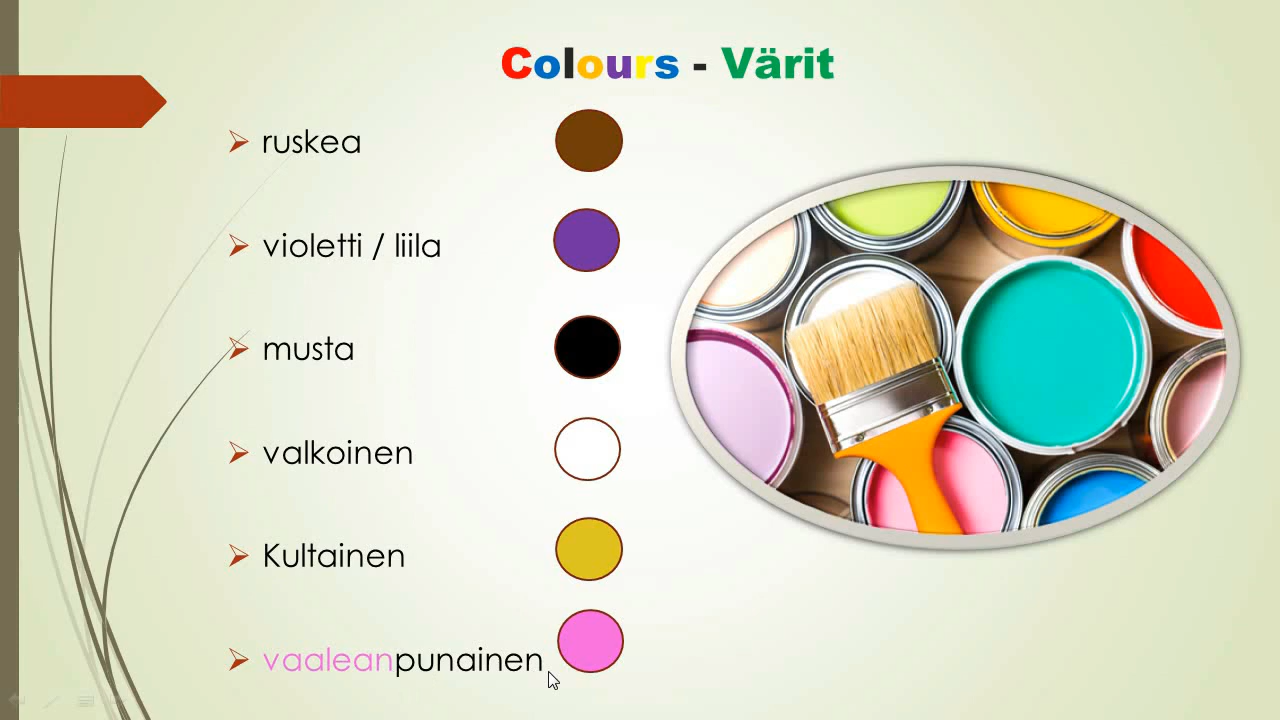 Colours - Värit
ruskea
violetti / liila
musta
valkoinen
Kultainen
vaaleanpunainen